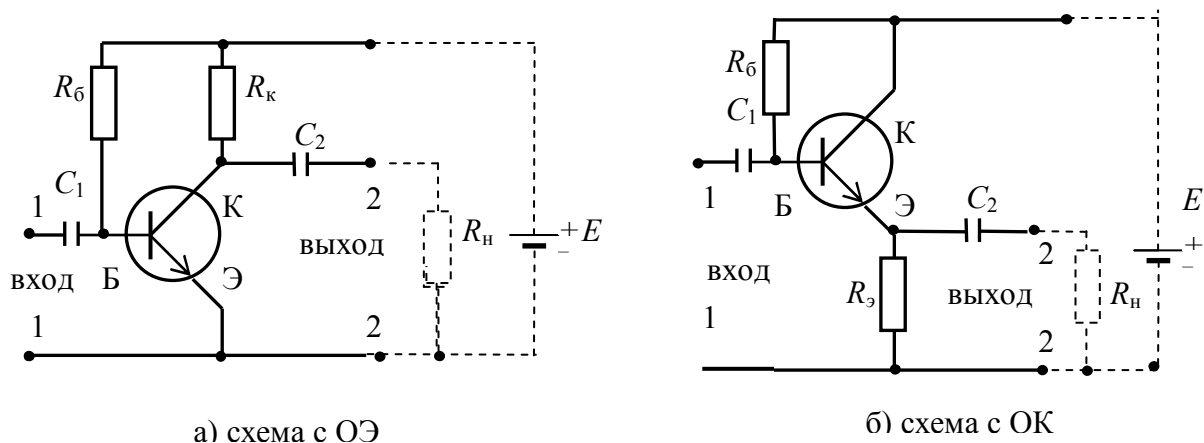 Rб
Rк
C2
C1
1
К
2
+E
–
Rн
вход
Б
Э
выход
1
2
а) схема с ОЭ
Rб
C1
К
1
Б
Э
C2
E
2
+
–
вход
Rэ
выход
Rн
1
2
б) схема с ОК